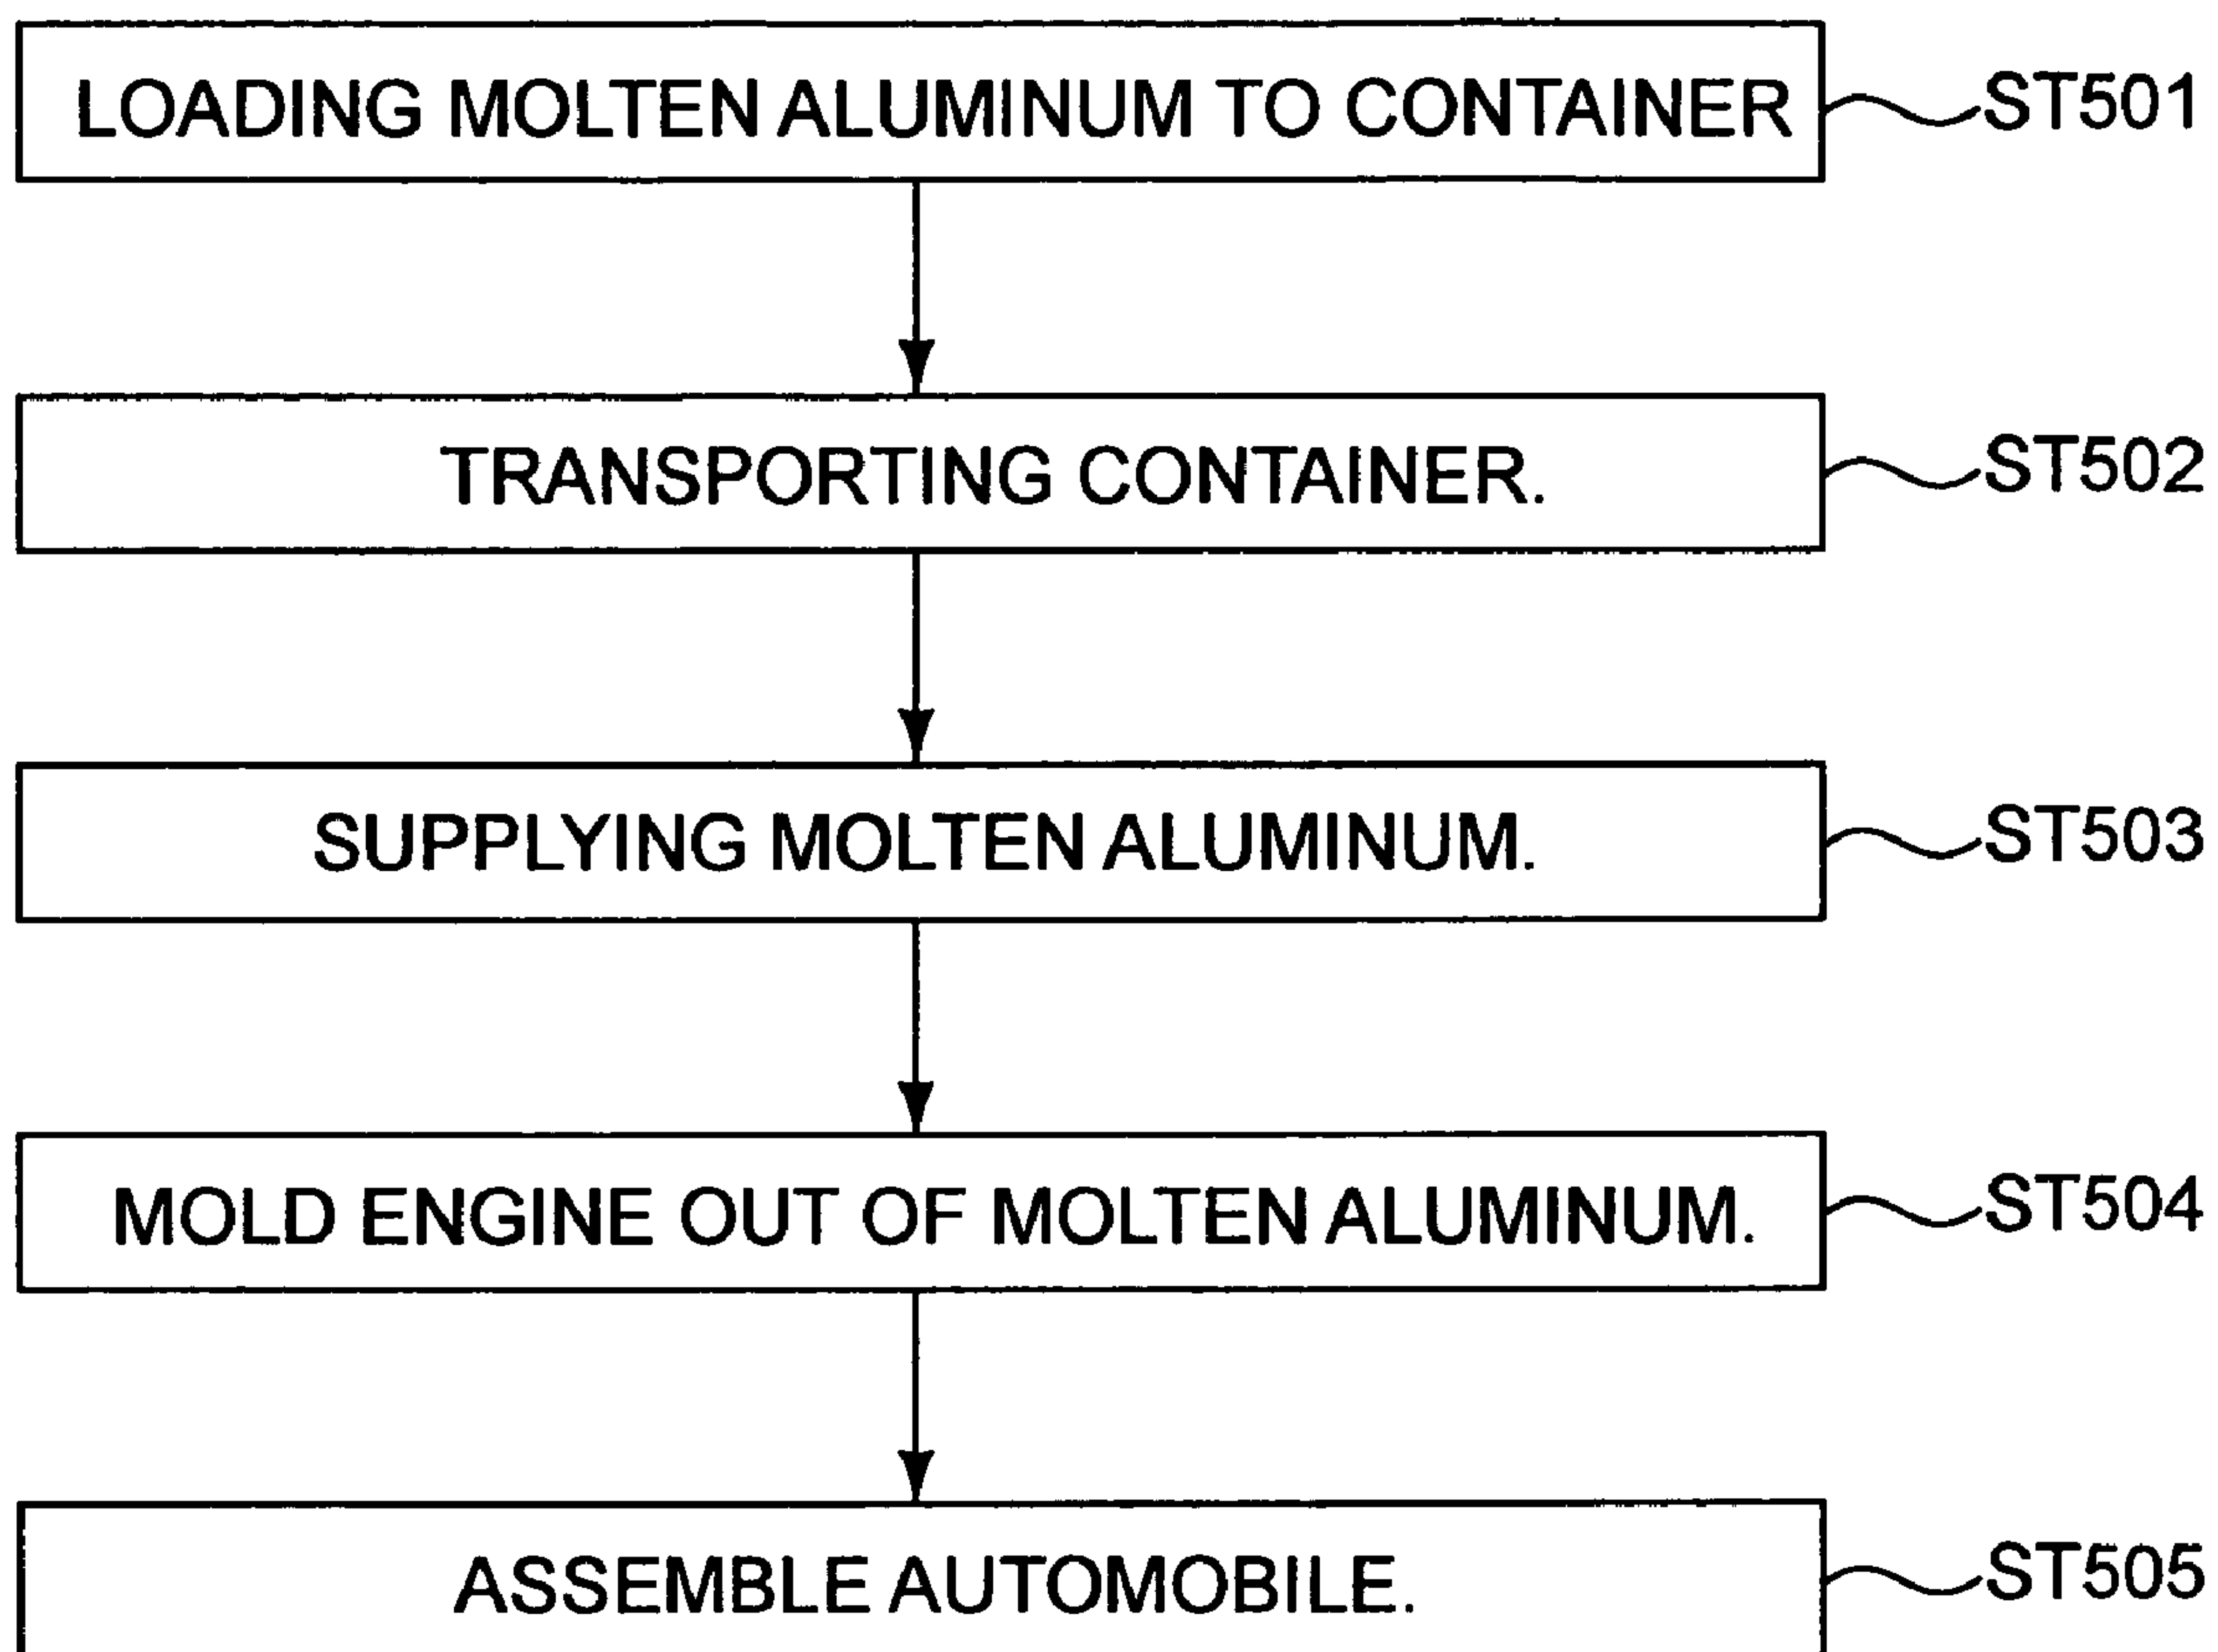 LOADING MOLTEN ALUMINUM TO CONTAINER ST501
TRANSPORTING CONTAINER. ST502
SUPPLYING MOLTEN ALUMINUM. ST503
MOLD ENGINE OUT OF MOLTEN ALUMINUM. ST504
ASSEMBLE AUTOMOBILE. ST505